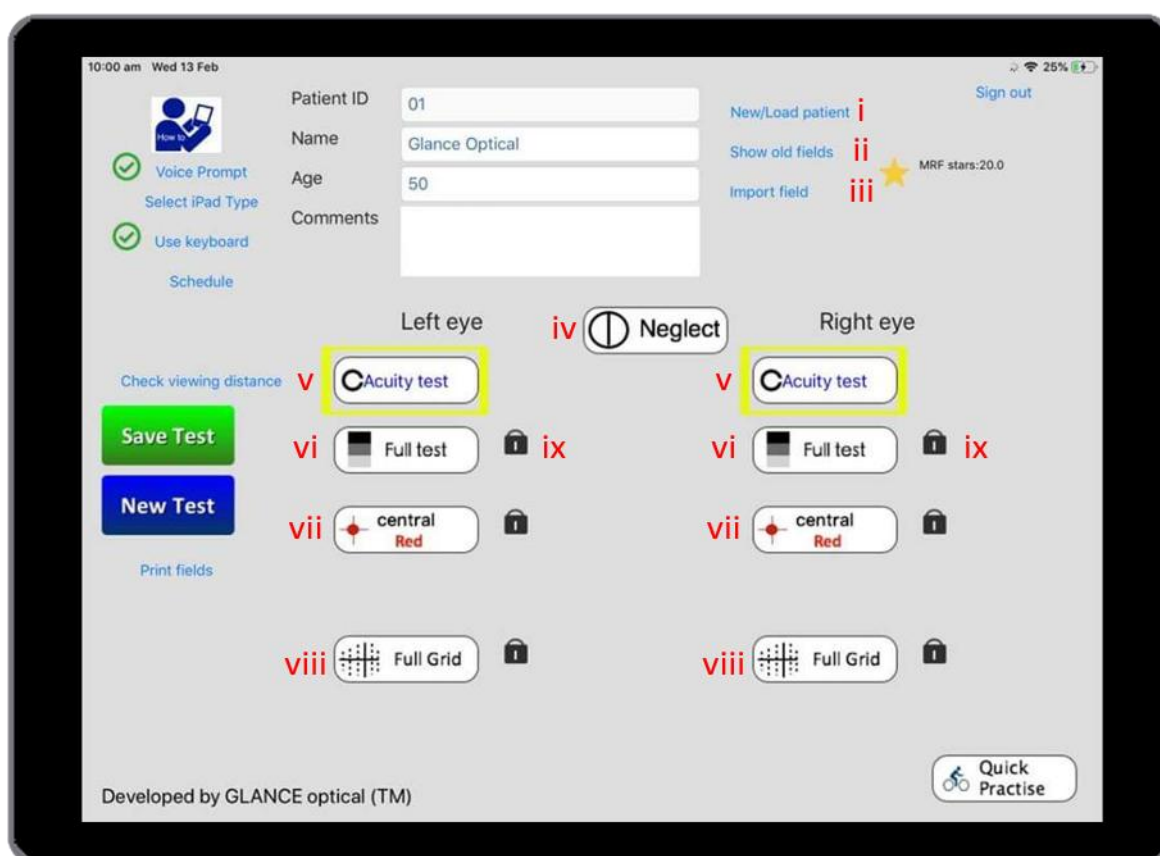 10:00 am Wed 13 Feb
25%
Sign out
How to
Voice Prompt
Select iPad Type
Use keyboard
Schedule
Patient ID 01
Name Glance Optical
Age 50
Comments
New/Load patient i
Show old fields ii
Import field iii
MRF stars:20.0
Left eye
iv Neglect
Right eye
Check viewing distance
v Acuity test
v Acuity test
Save Test
vi Full test ix
vi Full test ix
New Test
vii central Red
vii central Red
Print fields
viii Full Grid
viii Full Grid
Quick
Practise
Developed by GLANCE optical (TM)